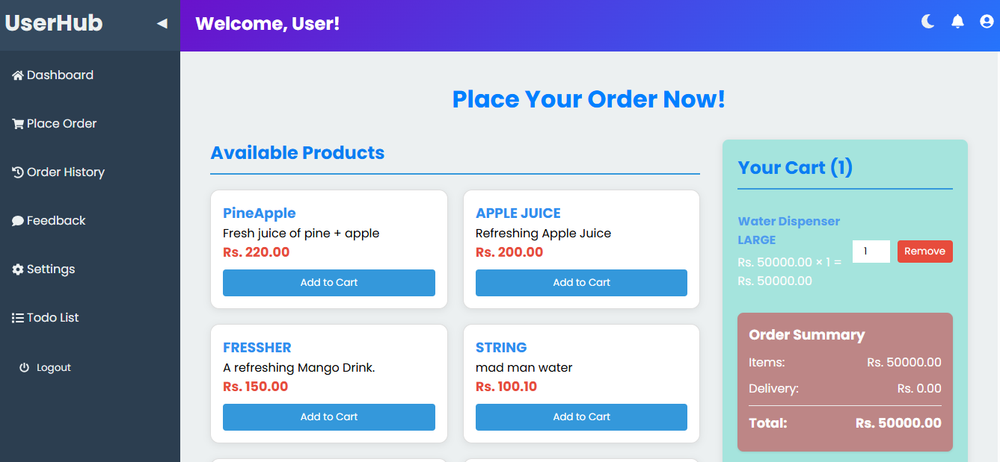 UserHub
Welcome, User!
Dashboard
Place Order
Order History
Feedback
Settings
Todo List
Logout
Place Your Order Now!
Available Products
PineApple
Fresh juice of pine + apple
Rs. 220.00
Add to Cart
APPLE JUICE
Refreshing Apple Juice
Rs. 200.00
Add to Cart
FRESSHER
A refreshing Mango Drink.
Rs. 150.00
Add to Cart
STRING
mad man water
Rs. 100.10
Add to Cart
Your Cart (1)
Water Dispenser
LARGE
Rs. 50000.00 × 1 =
Rs. 50000.00
1
Remove
Order Summary
Items: Rs. 50000.00
Delivery: Rs. 0.00
Total: Rs. 50000.00